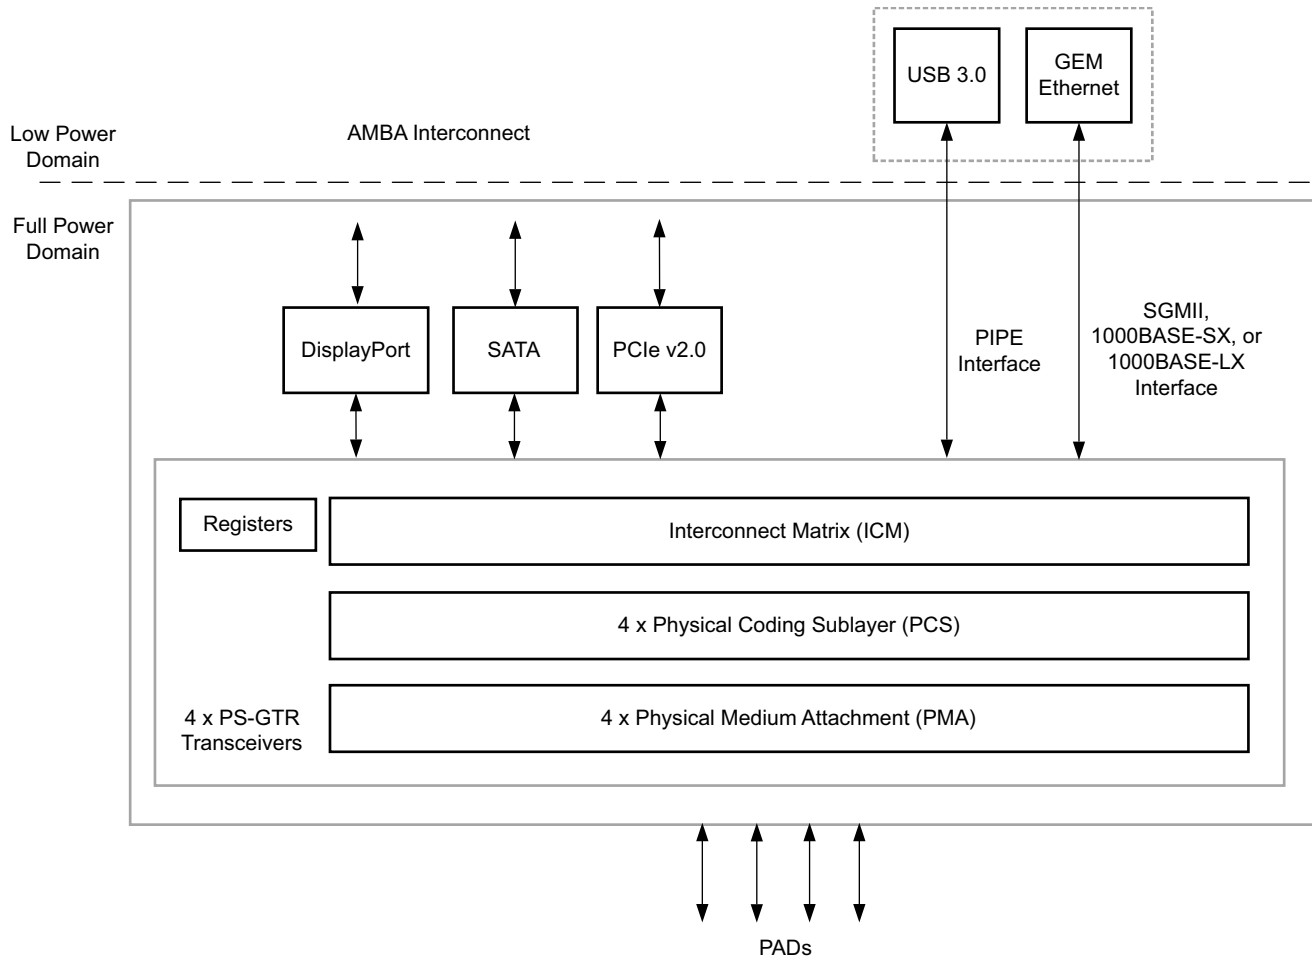 USB 3.0
GEM
Ethernet
Low Power
Domain
AMBA Interconnect
Full Power
Domain
DisplayPort
SATA
PCIe v2.0
PIPE
Interface
SGMII,
1000BASE-SX, or
1000BASE-LX
Interface
Registers
Interconnect Matrix (ICM)
4 x Physical Coding Sublayer (PCS)
4 x PS-GTR
Transceivers
4 x Physical Medium Attachment (PMA)
PADs